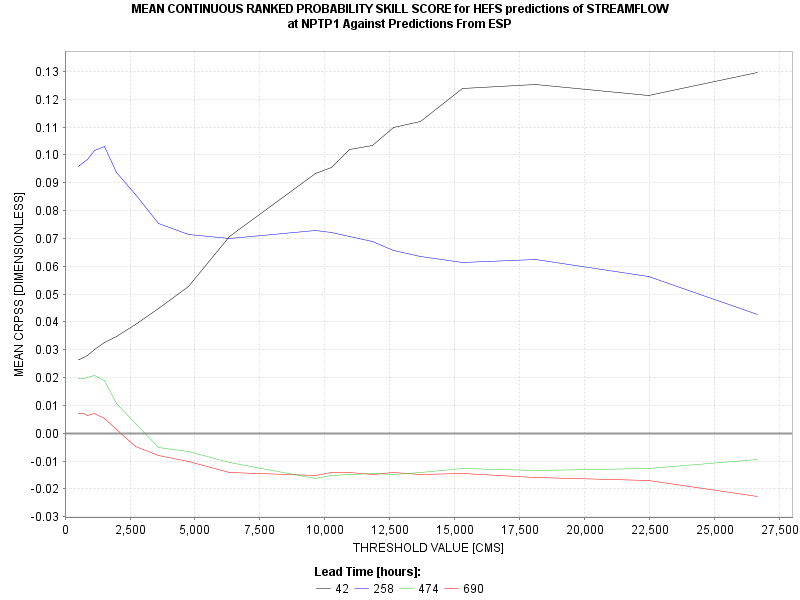 MEAN CONTINUOUS RANKED PROBABILITY SKILL SCORE for HEFS predictions of STREAMFLOW
at NPTP1 Against Predictions From ESP
MEAN CRPSS [DIMENSIONLESS]
0.13
0.12
0.11
0.10
0.09
0.08
0.07
0.06
0.05
0.04
0.03
0.02
0.01
0.00
-0.01
-0.02
-0.03
0 2,500 5,000 7,500 10,000 12,500 15,000 17,500 20,000 22,500 25,000 27,500
THRESHOLD VALUE [CMS]
Lead Time [hours]:
42 258 474 690